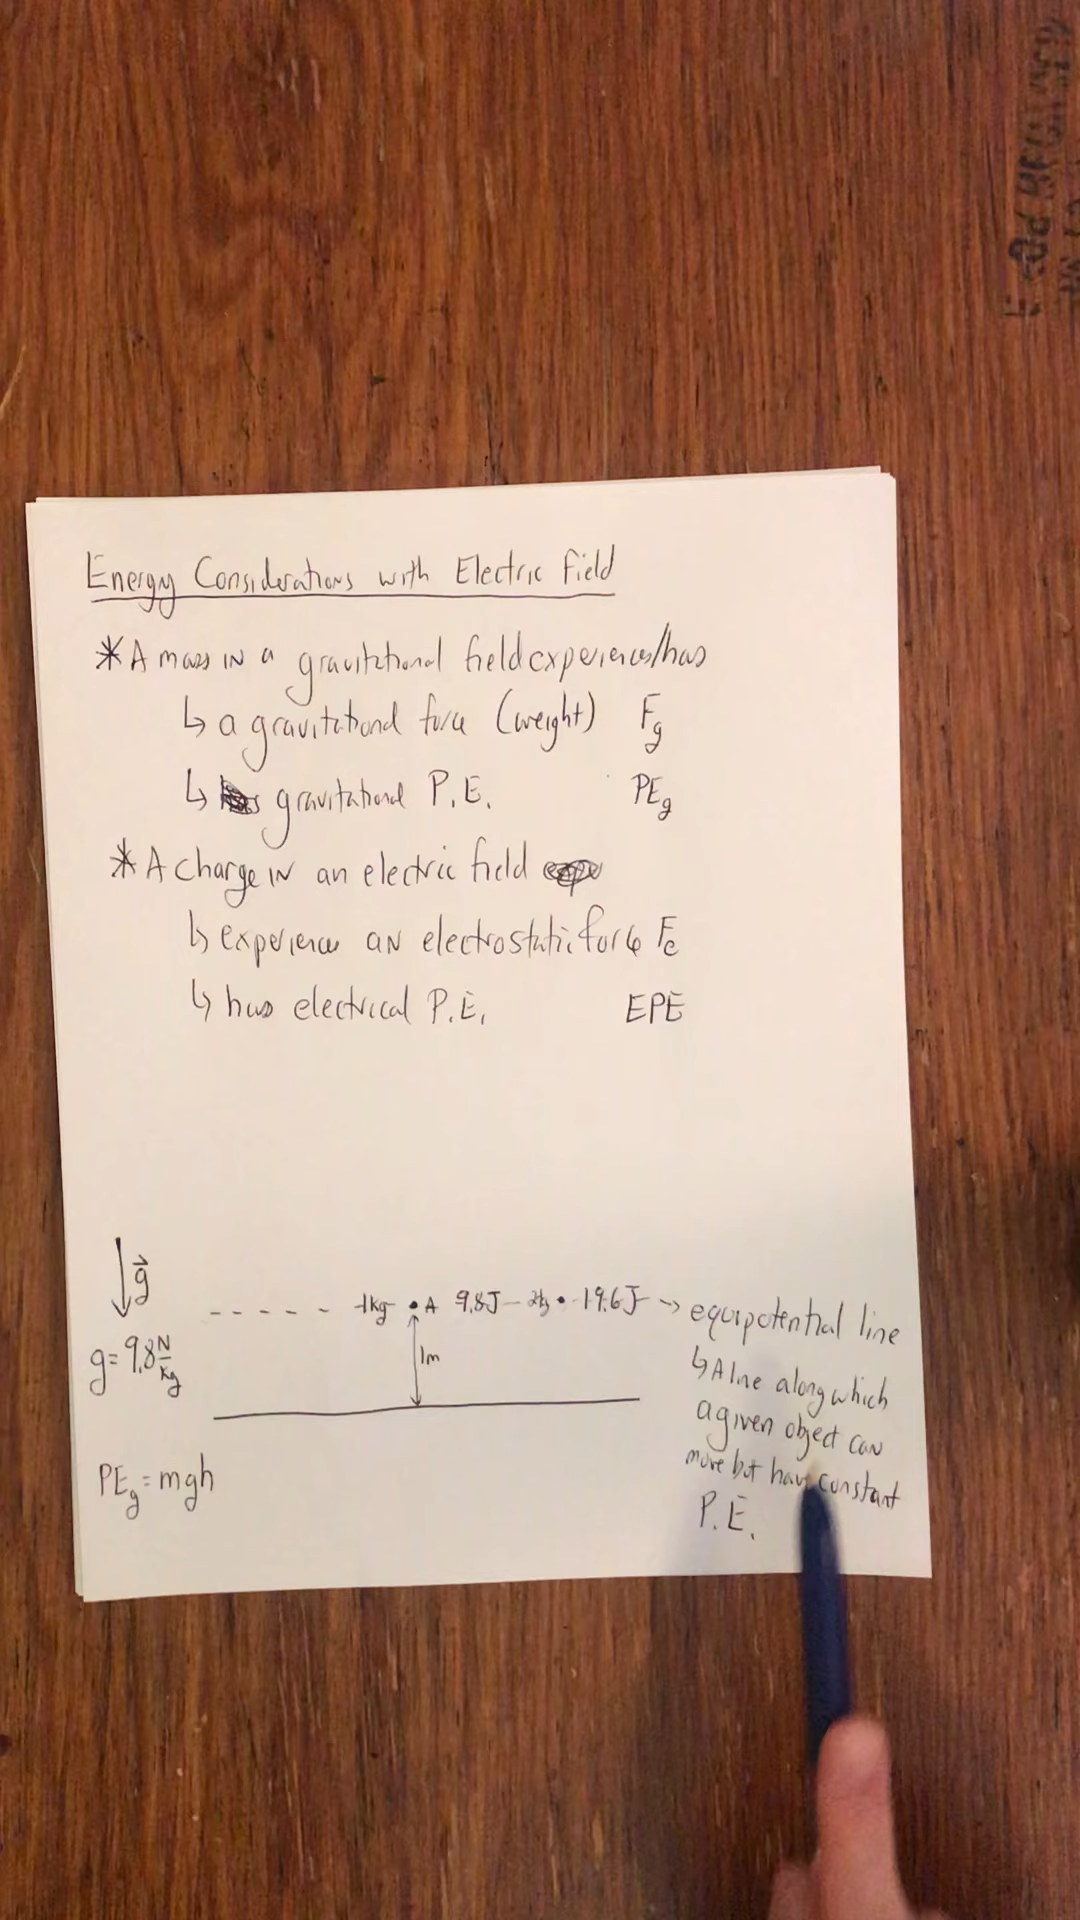 Energy Considerations with Electric Field
* A mass in a gravitational field experiences/has
↳ a gravitational force (weight) Fg
↳ gravitational P.E. PEg
* A charge in an electric field
↳ experiences an electrostatic force Fe
↳ has electrical P.E. EPE
g⃗
g = 9.8 N/kg
- - - - - 1kg • A 9.8J - 2kg • - 19.6J → equipotential line
1m
↳ A line along which
a given object can
move but have constant
P.E.
PEg = mgh